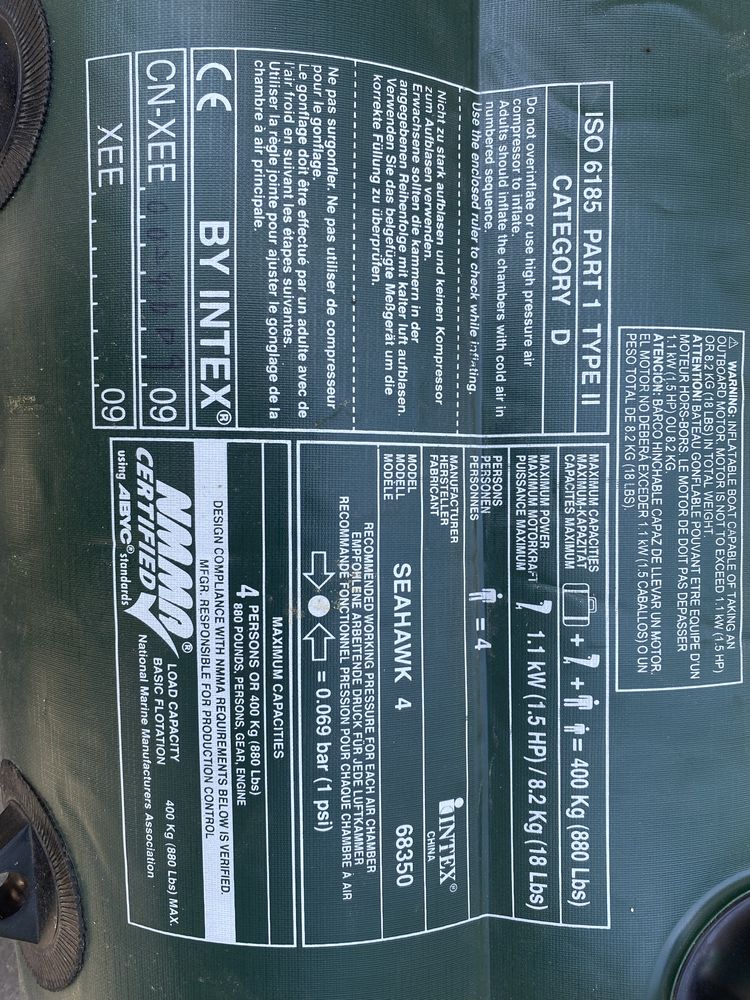 ⚠ WARNING: INFLATABLE BOAT CAPABLE OF TAKING AN
OUTBOARD MOTOR. MOTOR IS NOT TO EXCEED 1.1 KW (1.5 HP)
OR 8.2 KG (18 LBS) IN TOTAL WEIGHT.
ATTENTION! BATEAU GONFLABLE POUVANT ETRE EQUIPE D'UN
MOTEUR HORS-BORS. LE MOTEUR DE DOIT PAS DEPASSER
1.1 KW (1.5 HP) OU 8.2 KG.
ATENCION: BARCO HINCHABLE CAPAZ DE LLEVAR UN MOTOR.
EL MOTOR NO DEBERA EXCEDER 1.1 KW (1.5 CABALLOS) O UN
PESO TOTAL DE 8.2 KG (18 LBS).
ISO 6185 PART 1 TYPE II
CATEGORY D
Do not overinflate or use high pressure air
compressor to inflate.
Adults should inflate the chambers with cold air in
numbered sequence.
Use the enclosed ruler to check while inflating.
Nicht zu stark aufblasen und keinen Kompressor
zum Aufblasen verwenden.
Erwachsene sollten die kammern in der
angegebenen Reihenfolge mit kalter luft aufblasen.
Verwenden Sie das beigefügte Meßgerät um die
korrekte Füllung zu überprüfen.
Ne pas surgonfler. Ne pas utiliser de compresseur
pour le gonflage.
Le gonflage doit être effectué par un adulte avec de
l'air froid en suivant les étapes suivantes.
Utiliser la règle jointe pour ajuster le gonglage de la
chambre à air principale.
CE BY INTEX®
CN-XEE 09
XEE 09
MAXIMUM CAPACITIES
MAXIMUM-KAPAZITÄT
CAPACITES MAXIMUM
+ + = 400 Kg (880 Lbs)
MAXIMUM POWER
MAXIMUM MOTORKRAFT
PUISSANCE MAXIMUM
1.1 kW (1.5 HP) / 8.2 Kg (18 Lbs)
PERSONS
PERSONEN
PERSONNES
= 4
MANUFACTURER
HERSTELLER
FABRICANT
INTEX®
CHINA
MODEL
MODELL
MODÈLE
SEAHAWK 4 68350
RECOMMENDED WORKING PRESSURE FOR EACH AIR CHAMBER
EMPFOHLENE ARBEITENDE DRUCK FÜR JEDE LUFTKAMMER
RECOMMANDÉ FONCTIONNEL PRESSION POUR CHAQUE CHAMBRE À AIR
= 0.069 bar (1 psi)
MAXIMUM CAPACITIES
4 PERSONS OR 400 Kg (880 Lbs)
880 POUNDS, PERSONS, GEAR, ENGINE
DESIGN COMPLIANCE WITH NMMA REQUIREMENTS BELOW IS VERIFIED.
MFGR. RESPONSIBLE FOR PRODUCTION CONTROL
NMMA®
CERTIFIED
using ABYC® standards
LOAD CAPACITY 400 Kg (880 Lbs) MAX.
BASIC FLOTATION
National Marine Manufacturers Association